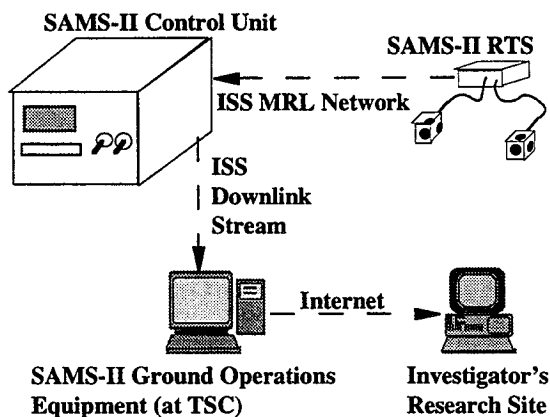 SAMS-II Control Unit
SAMS-II RTS
ISS MRL Network
ISS
Downlink
Stream
Internet
SAMS-II Ground Operations
Equipment (at TSC)
Investigator's
Research Site